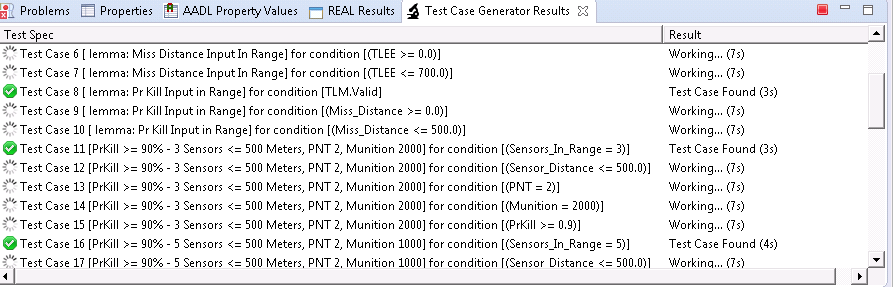 Problems Properties AADL Property Values REAL Results Test Case Generator Results
Test Spec Result
Test Case 6 [ lemma: Miss Distance Input In Range] for condition [(TLEE >= 0.0)] Working... (7s)
Test Case 7 [ lemma: Miss Distance Input In Range] for condition [(TLEE <= 700.0)] Working... (7s)
Test Case 8 [ lemma: Pr Kill Input in Range] for condition [TLM.Valid] Test Case Found (3s)
Test Case 9 [ lemma: Pr Kill Input in Range] for condition [(Miss_Distance >= 0.0)] Working... (7s)
Test Case 10 [ lemma: Pr Kill Input in Range] for condition [(Miss_Distance <= 500.0)] Working... (7s)
Test Case 11 [PrKill >= 90% - 3 Sensors <= 500 Meters, PNT 2, Munition 2000] for condition [(Sensors_In_Range = 3)] Test Case Found (3s)
Test Case 12 [PrKill >= 90% - 3 Sensors <= 500 Meters, PNT 2, Munition 2000] for condition [(Sensor_Distance <= 500.0)] Working... (7s)
Test Case 13 [PrKill >= 90% - 3 Sensors <= 500 Meters, PNT 2, Munition 2000] for condition [(PNT = 2)] Working... (7s)
Test Case 14 [PrKill >= 90% - 3 Sensors <= 500 Meters, PNT 2, Munition 2000] for condition [(Munition = 2000)] Working... (7s)
Test Case 15 [PrKill >= 90% - 3 Sensors <= 500 Meters, PNT 2, Munition 2000] for condition [(PrKill >= 0.9)] Working... (7s)
Test Case 16 [PrKill >= 90% - 5 Sensors <= 500 Meters, PNT 2, Munition 1000] for condition [(Sensors_In_Range = 5)] Test Case Found (4s)
Test Case 17 [PrKill >= 90% - 5 Sensors <= 500 Meters, PNT 2, Munition 1000] for condition [(Sensor_Distance <= 500.0)] Working... (7s)